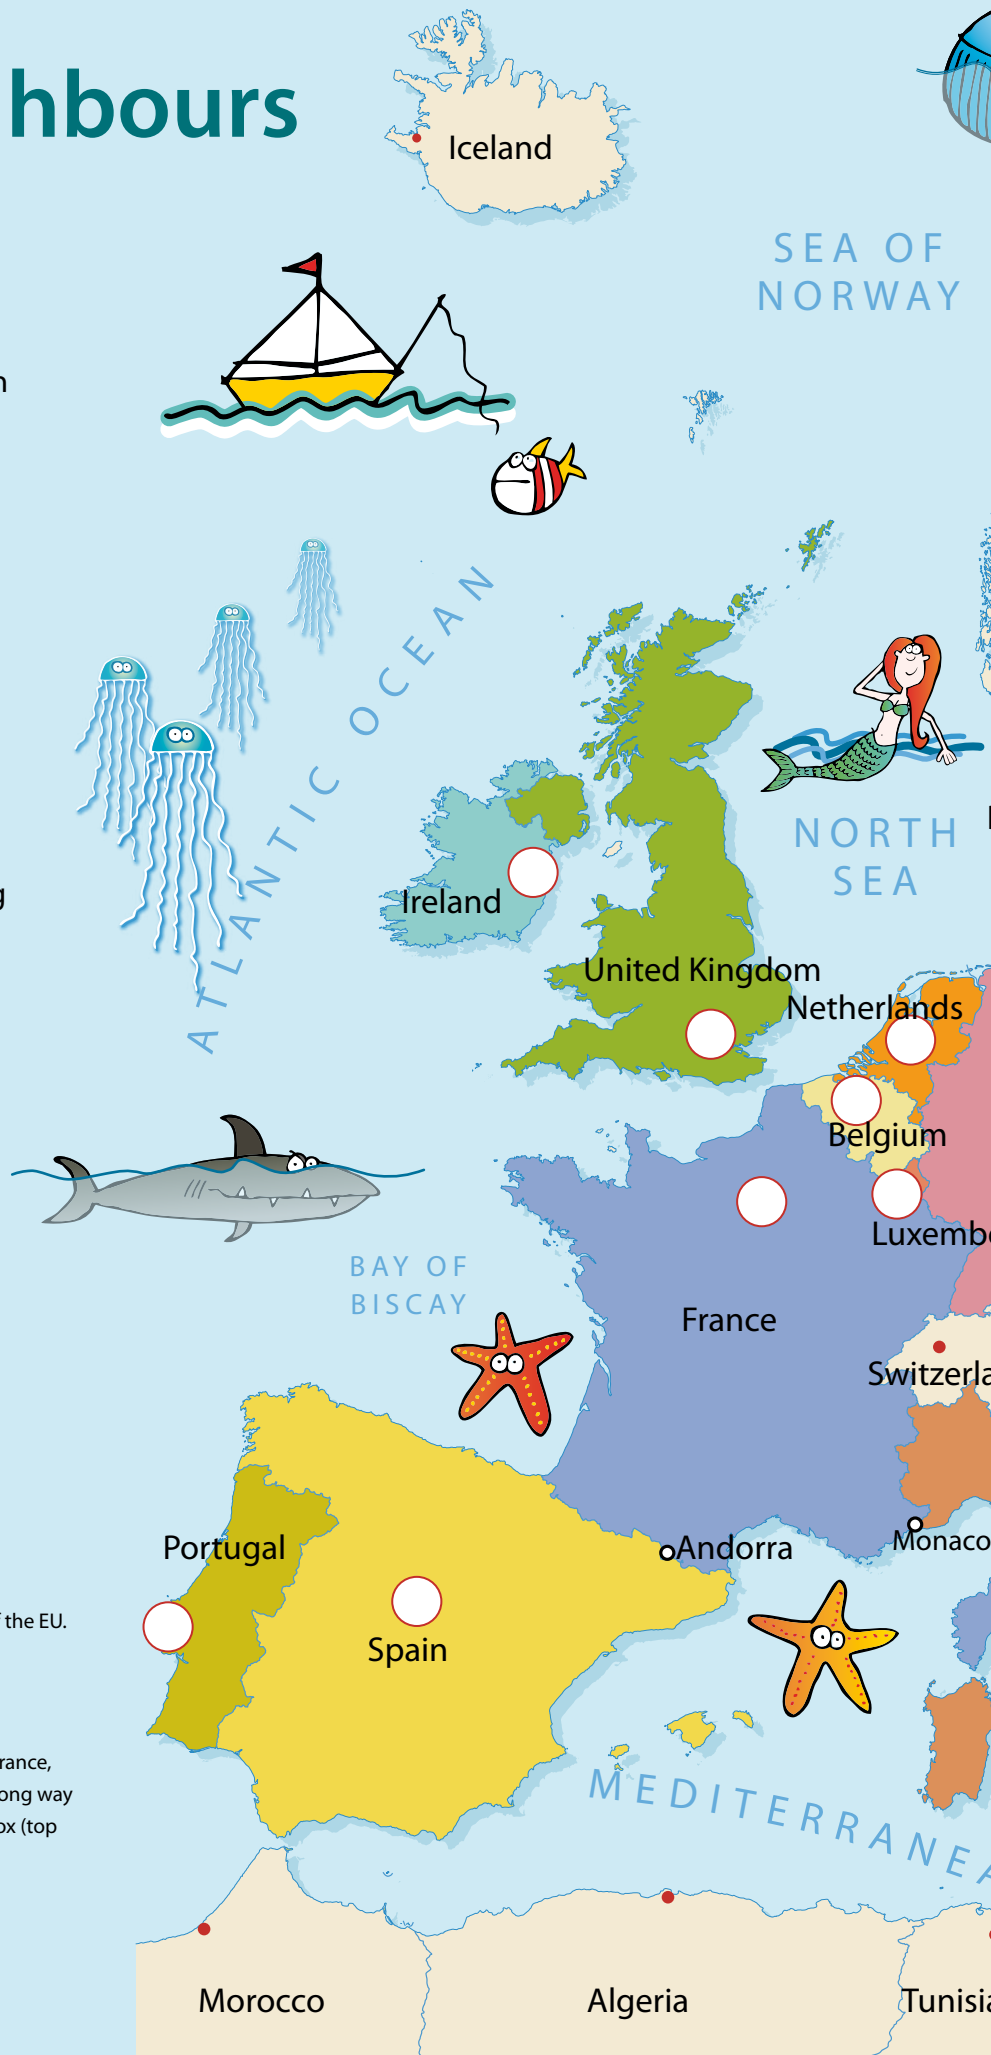 hbours
Iceland
SEA OF
NORWAY
n
ATLANTIC OCEAN
NORTH
SEA
g
Ireland
United Kingdom
Netherlands
Belgium
Luxemb
BAY OF
BISCAY
France
Switzerla
Portugal
Andorra
Monaco
the EU.
Spain
rance,
ong way
ox (top
MEDITERRANEA
Morocco
Algeria
Tunisia